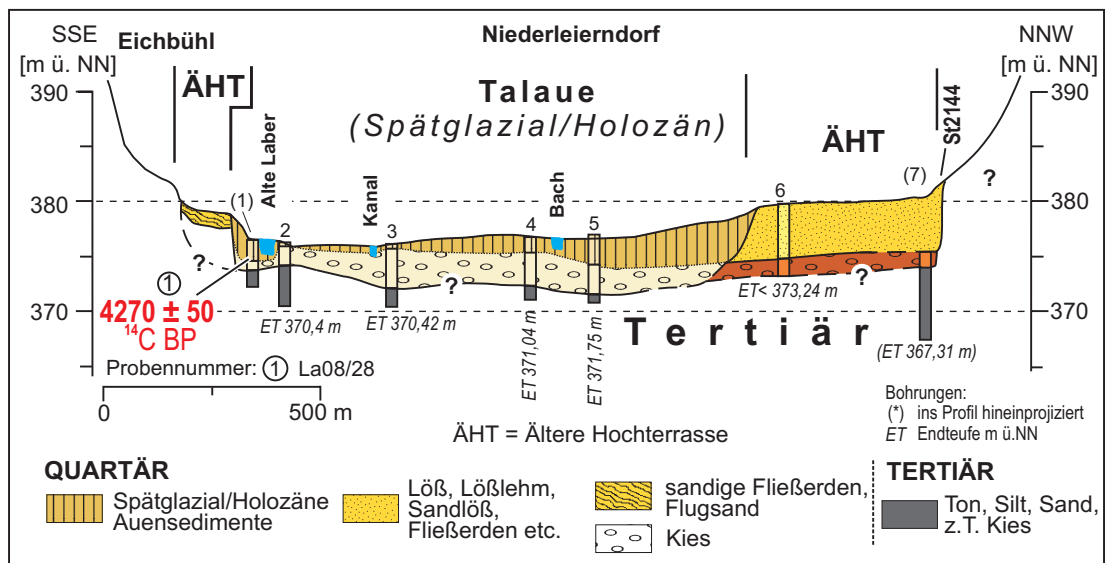 SSE
Eichbühl
Niederleierndorf
NNW
[m ü. NN]
[m ü. NN]
ÄHT
Talaue
(Spätglazial/Holozän)
ÄHT
St2144
390
390
Alte Laber
Kanal
Bach
(1)
2
3
4
5
6
(7)
?
380
380
?
?
?
1
4270 ± 50
14C BP
370
370
ET 370,4 m
ET 370,42 m
ET 371,04 m
ET 371,75 m
ET< 373,24 m
(ET 367,31 m)
Tertiär
Probennummer: 1 La08/28
0
500 m
ÄHT = Ältere Hochterrasse
Bohrungen:
(*) ins Profil hineinprojiziert
ET Endteufe m ü.NN
QUARTÄR
Spätglazial/Holozäne
Auensedimente
Löß, Lößlehm,
Sandlöß,
Fließerden etc.
sandige Fließerden,
Flugsand
Kies
TERTIÄR
Ton, Silt, Sand,
z.T. Kies